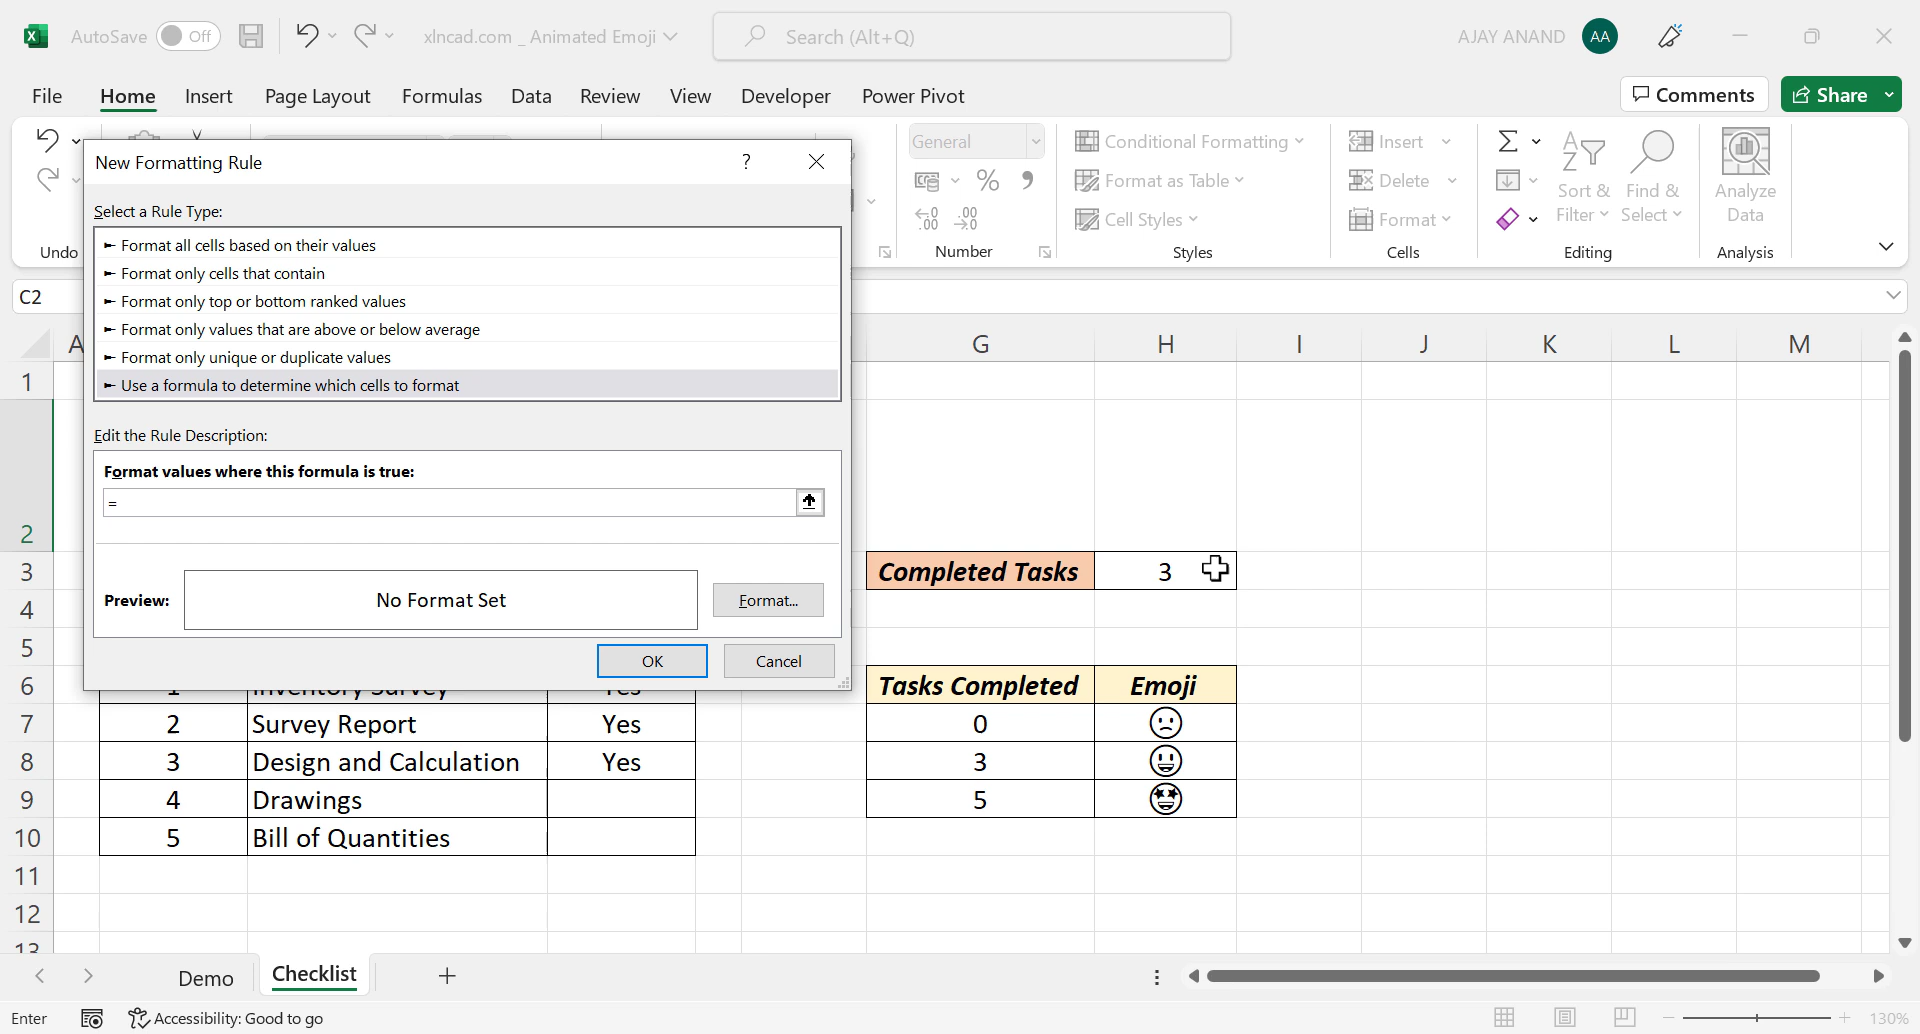 AutoSave Off xlncad.com _ Animated Emoji Search (Alt+Q) AJAY ANAND AA
File Home Insert Page Layout Formulas Data Review View Developer Power Pivot Comments Share
General Conditional Formatting Insert
Format as Table Delete
Cell Styles Format
Sort & Filter Find & Select Analyze Data
Undo Number Styles Cells Editing Analysis
C2
New Formatting Rule ?
Select a Rule Type:
► Format all cells based on their values
► Format only cells that contain
► Format only top or bottom ranked values
► Format only values that are above or below average
► Format only unique or duplicate values
► Use a formula to determine which cells to format
Edit the Rule Description:
Format values where this formula is true:
=
Preview: No Format Set Format...
OK Cancel
A G H I J K L M
1
2
3 Completed Tasks 3
4
5
6 1 Inventory Survey Yes Tasks Completed Emoji
7 2 Survey Report Yes 0
8 3 Design and Calculation Yes 3
9 4 Drawings 5
10 5 Bill of Quantities
11
12
13
Demo Checklist +
Enter Accessibility: Good to go 130%